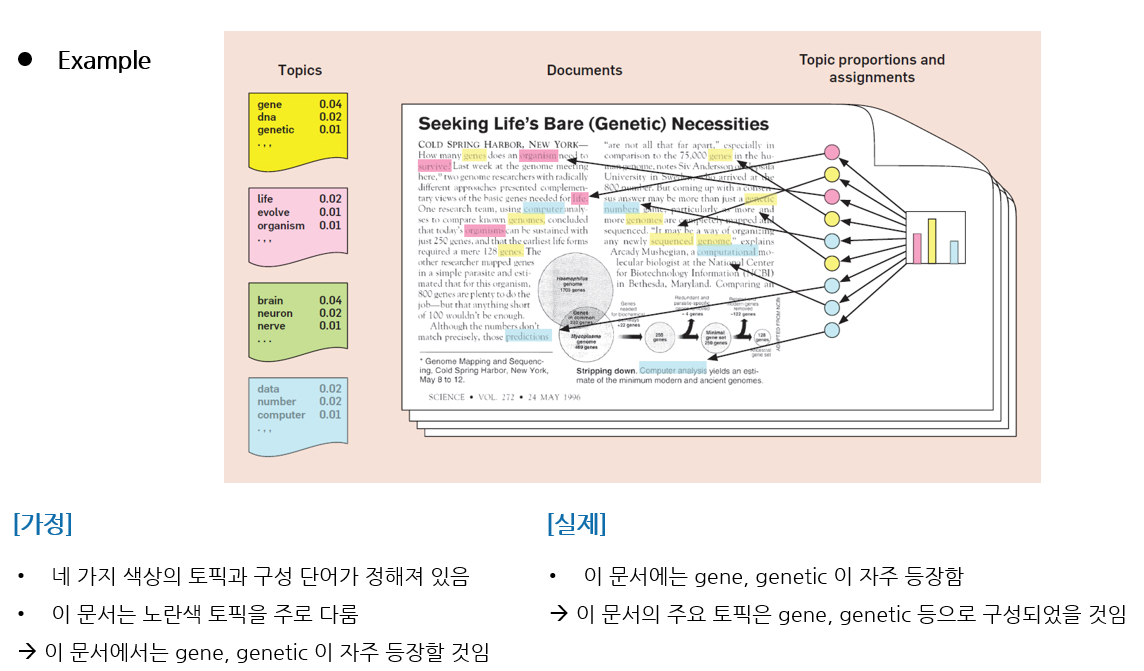 ● Example
Topics
Documents
Topic proportions and
assignments
gene 0.04
dna 0.02
genetic 0.01
. , ,
life 0.02
evolve 0.01
organism 0.01
. , ,
brain 0.04
neuron 0.02
nerve 0.01
. . .
data 0.02
number 0.02
computer 0.01
. , ,
Seeking Life's Bare (Genetic) Necessities
COLD SPRING HARBOR, NEW YORK—
How many genes does an organism need to
survive? Last week at the genome meeting
here,* two genome researchers with radically
different approaches presented complemen-
tary views of the basic genes needed for life.
One research team, using computer analy-
ses to compare known genomes, concluded
that today's organisms can be sustained with
just 250 genes, and that the earliest life forms
required a mere 128 genes. The
other researcher mapped genes
in a simple parasite and esti-
mated that for this organism,
800 genes are plenty to do the
job—but that anything short
of 100 wouldn't be enough.
Although the numbers don't
match precisely, those predictions
* Genome Mapping and Sequenc-
ing, Cold Spring Harbor, New York,
May 8 to 12.
"are not all that far apart," especially in
comparison to the 75,000 genes in the hu-
man genome, notes Siv Andersson of Uppsala
University in Sweden, who arrived at the
800 number. But coming up with a consen-
sus answer may be more than just a genetic
numbers game, particularly as more and
more genomes are completely mapped and
sequenced. "It may be a way of organizing
any newly sequenced genome," explains
Arcady Mushegian, a computational mo-
lecular biologist at the National Center
for Biotechnology Information (NCBI)
in Bethesda, Maryland. Comparing an
Haemophilus
genome
1703 genes
Genes
in common
233 genes
Mycoplasma
genome
469 genes
Genes
needed
for biochemical
+22 genes
Redundant and
parasite-specific
removed
– 4 genes
removed
–122 genes
256
genes
Minimal
gene set
250 genes
128
genes
Ancestral
gene set
ADAPTED FROM NCBI
Stripping down. Computer analysis yields an esti-
mate of the minimum modern and ancient genomes.
SCIENCE • VOL. 272 • 24 MAY 1996
[가정]
• 네 가지 색상의 토픽과 구성 단어가 정해져 있음
• 이 문서는 노란색 토픽을 주로 다룸
→ 이 문서에서는 gene, genetic 이 자주 등장할 것임
[실제]
• 이 문서에는 gene, genetic 이 자주 등장함
→ 이 문서의 주요 토픽은 gene, genetic 등으로 구성되었을 것임